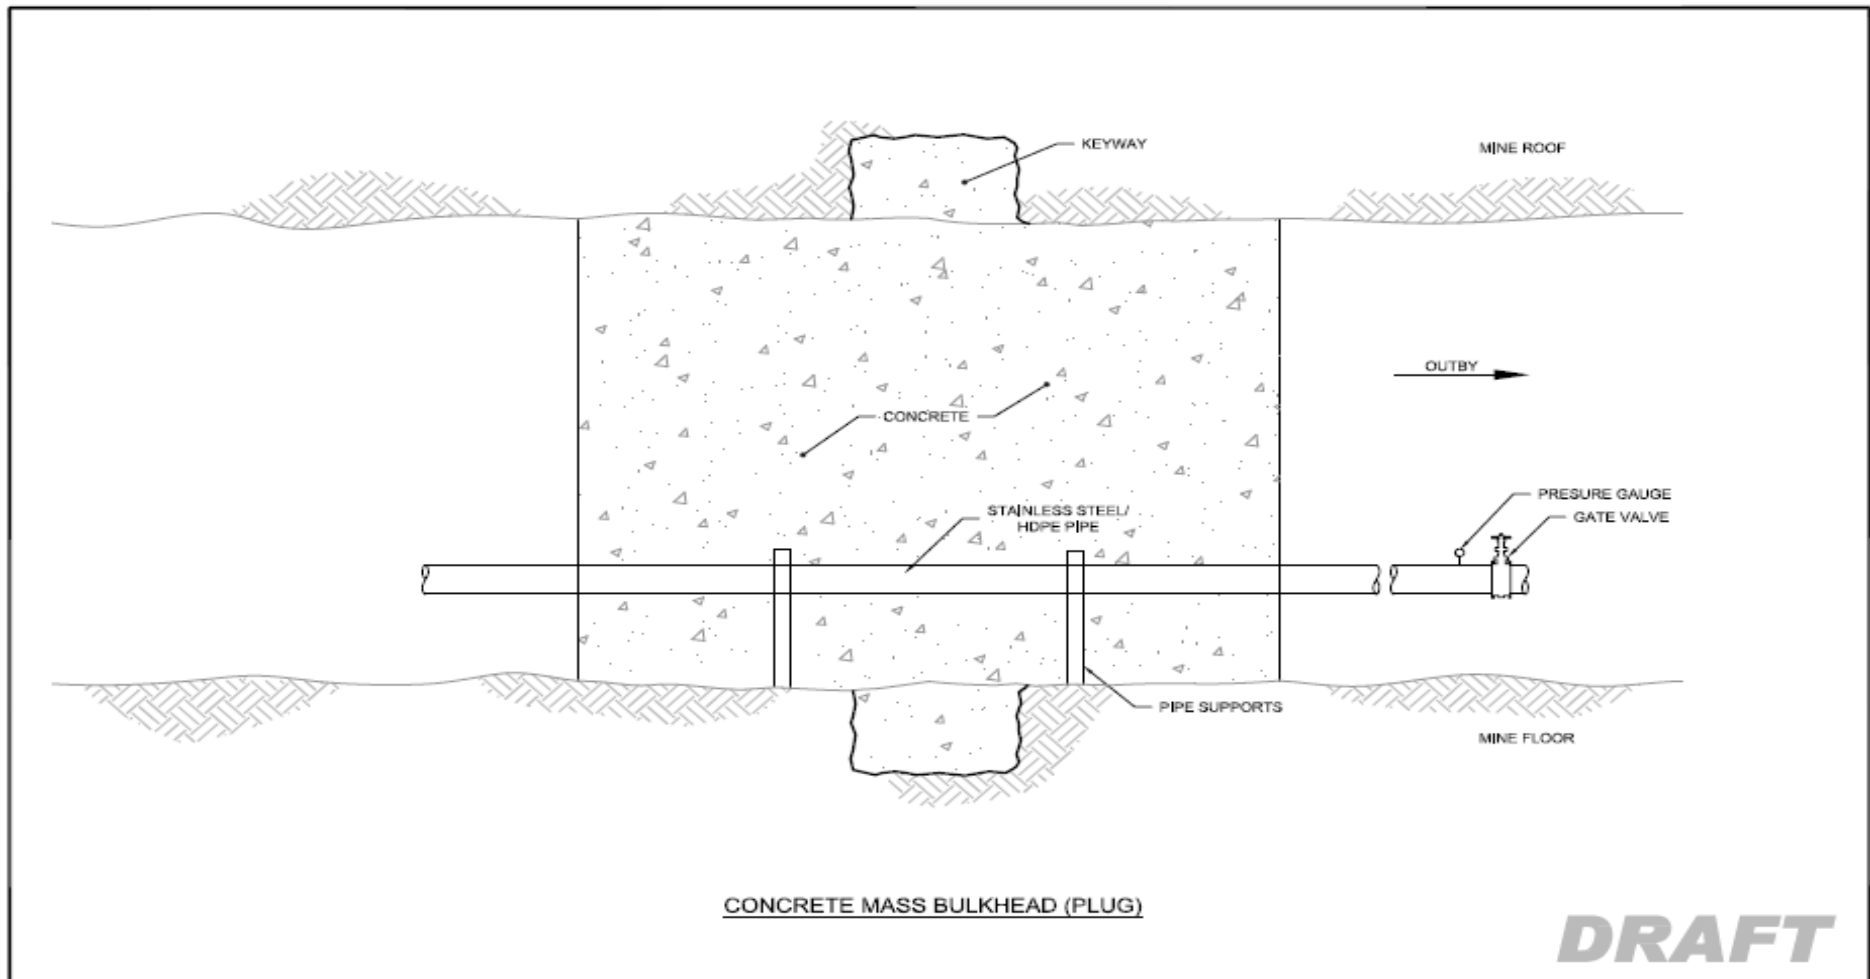 KEYWAY
MINE ROOF
OUTBY
CONCRETE
PRESURE GAUGE
STAINLESS STEEL/
HDPE PIPE
GATE VALVE
PIPE SUPPORTS
MINE FLOOR
CONCRETE MASS BULKHEAD (PLUG)
DRAFT